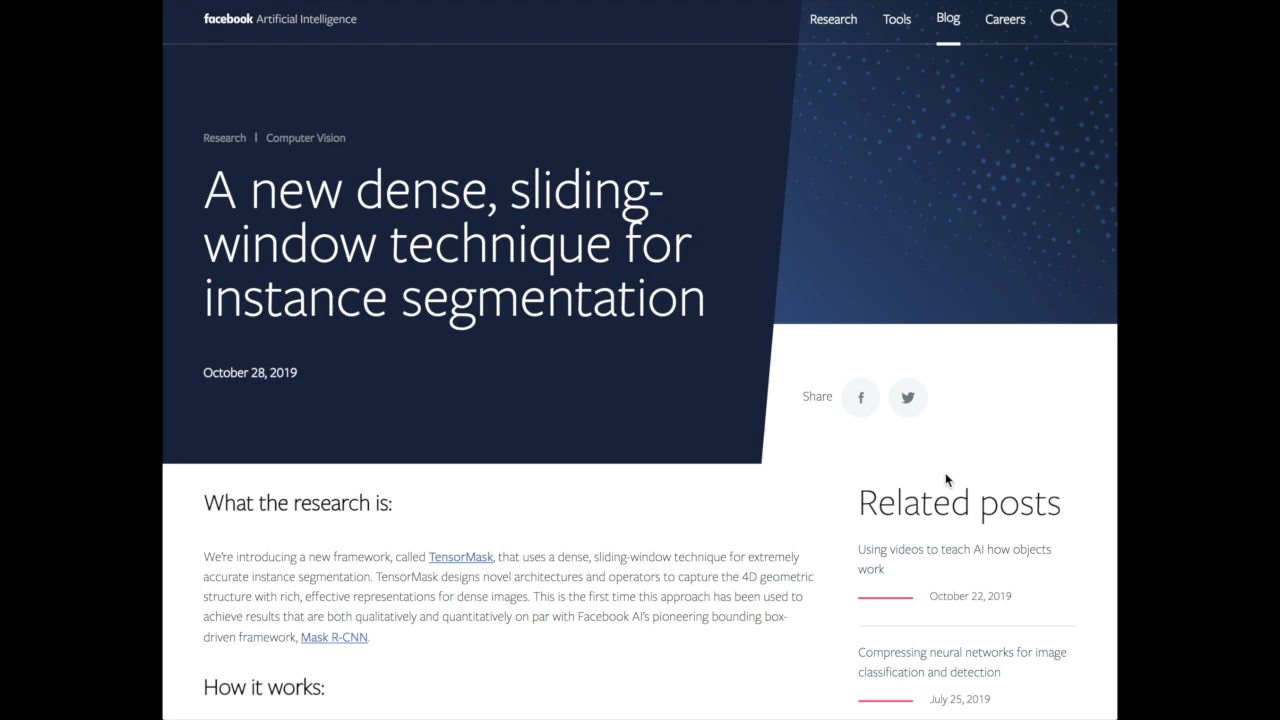 facebook Artificial Intelligence
Research Tools Blog Careers
Research | Computer Vision
A new dense, sliding-
window technique for
instance segmentation
October 28, 2019
Share
What the research is:
We're introducing a new framework, called TensorMask, that uses a dense, sliding-window technique for extremely
accurate instance segmentation. TensorMask designs novel architectures and operators to capture the 4D geometric
structure with rich, effective representations for dense images. This is the first time this approach has been used to
achieve results that are both qualitatively and quantitatively on par with Facebook AI's pioneering bounding box-
driven framework, Mask R-CNN.
How it works:
Related posts
Using videos to teach AI how objects
work
October 22, 2019
Compressing neural networks for image
classification and detection
July 25, 2019